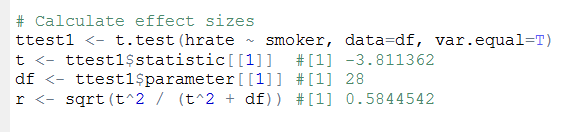 # Calculate effect sizes
ttest1 <- t.test(hrate ~ smoker, data=df, var.equal=T)
t <- ttest1$statistic[[1]]  #[1] -3.811362
df <- ttest1$parameter[[1]] #[1] 28
r <- sqrt(t^2 / (t^2 + df)) #[1] 0.5844542